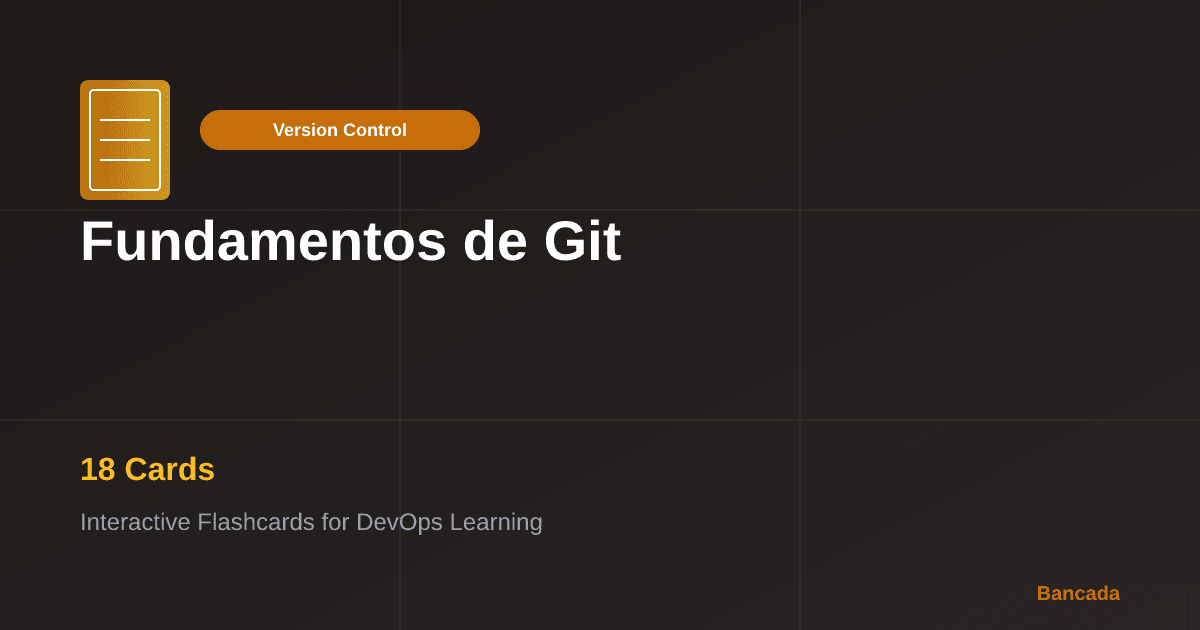 Version Control
Fundamentos de Git
18 Cards
Interactive Flashcards for DevOps Learning
Bancada